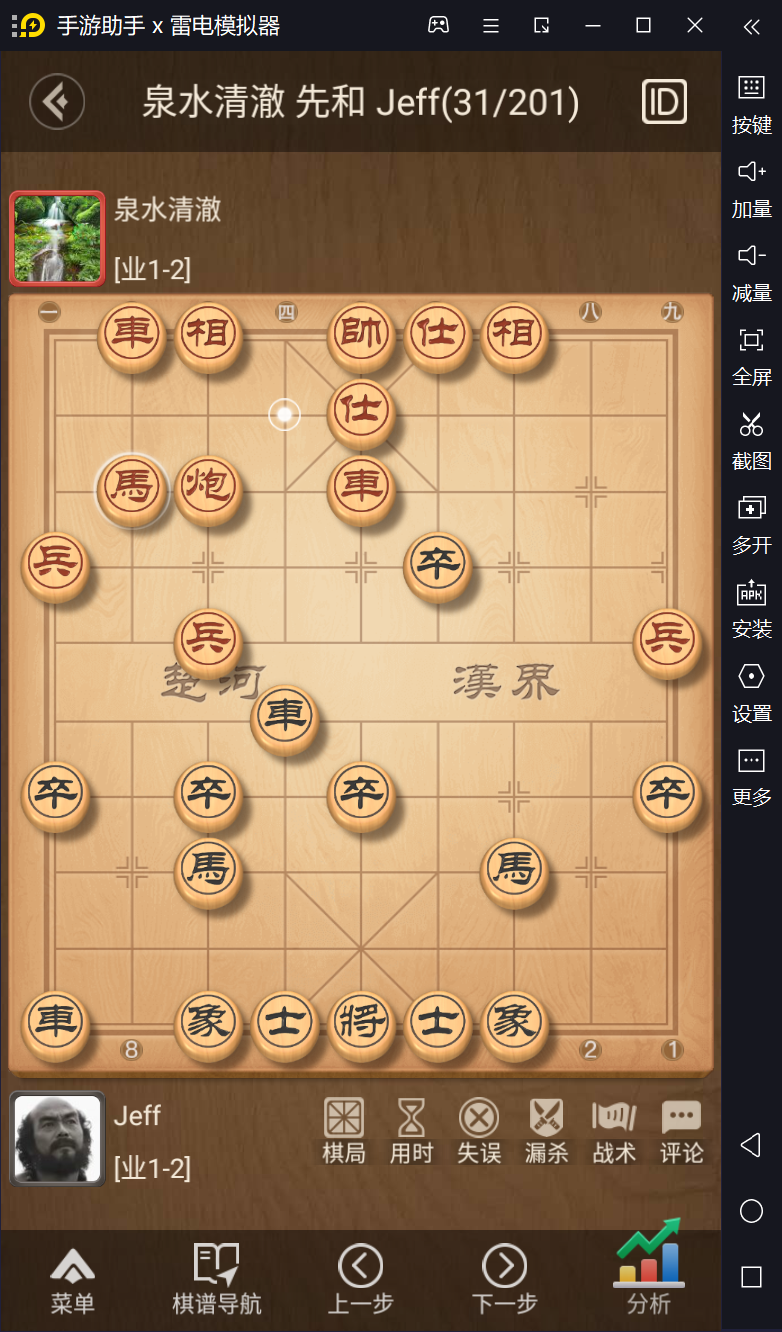 手游助手 x 雷电模拟器
按键
加量
减量
全屏
截图
多开
APK
安装
设置
更多
泉水清澈 先和 Jeff(31/201)
ID
泉水清澈
[业1-2]
一 四 八 九
車 相 帥 仕 相
仕
馬 炮 車
兵 卒
兵 兵
楚河 漢界
車
卒 卒 卒 卒
馬 馬
車 象 士 將 士 象
8 2 1
Jeff
[业1-2]
棋局 用时 失误 漏杀 战术 评论
菜单 棋谱导航 上一步 下一步 分析